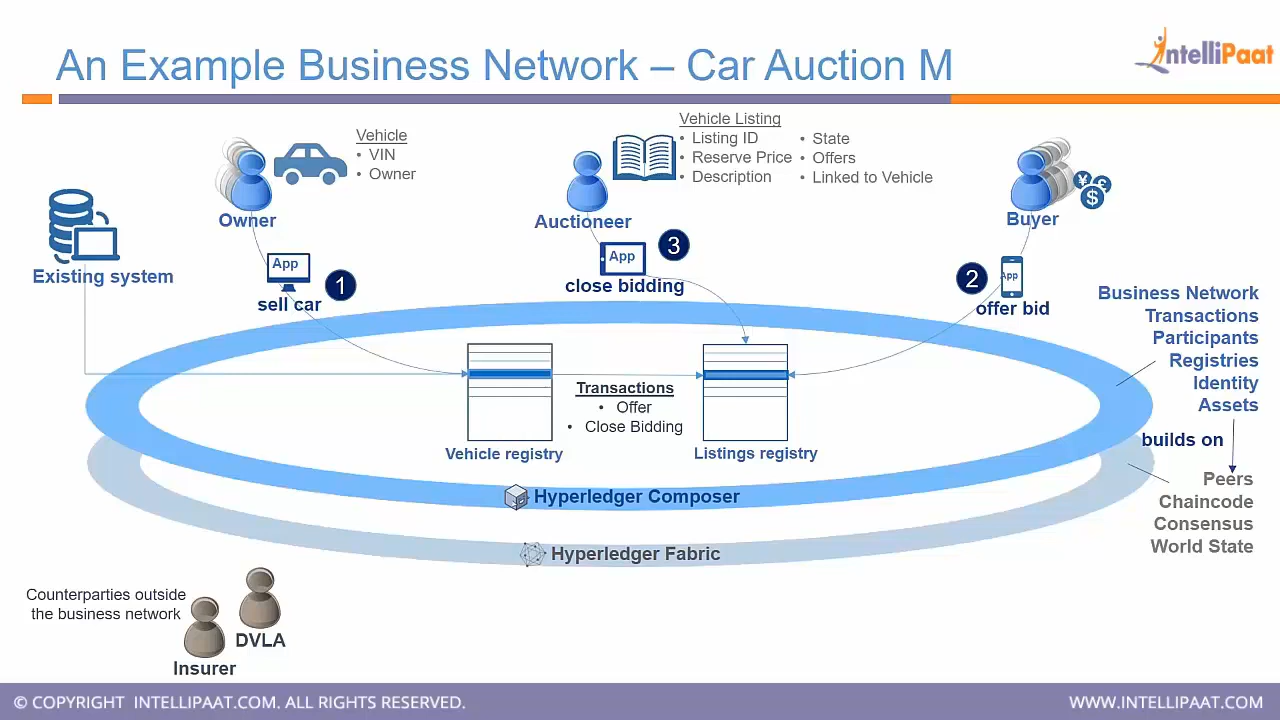 An Example Business Network – Car Auction M
IntelliPaat
Vehicle
• VIN
• Owner
Owner
Vehicle Listing
• Listing ID
• Reserve Price
• Description
• State
• Offers
• Linked to Vehicle
Auctioneer
¥ £
$
Buyer
Existing system
App
1
sell car
App
3
close bidding
2
App
offer bid
Business Network
Transactions
Participants
Registries
Identity
Assets
builds on
Peers
Chaincode
Consensus
World State
Transactions
• Offer
• Close Bidding
Vehicle registry
Listings registry
Hyperledger Composer
Hyperledger Fabric
Counterparties outside
the business network
DVLA
Insurer
© COPYRIGHT INTELLIPAAT.COM. ALL RIGHTS RESERVED.
WWW.INTELLIPAAT.COM